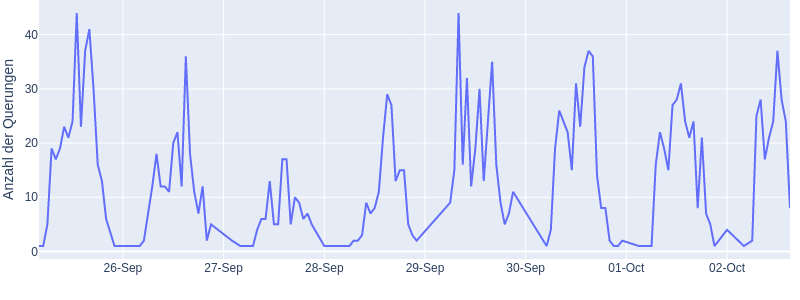 Anzahl der Querungen
40
30
20
10
0
26-Sep
27-Sep
28-Sep
29-Sep
30-Sep
01-Oct
02-Oct